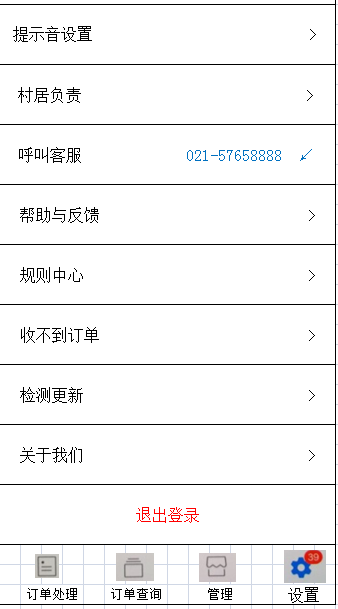 提示音设置
村居负责
呼叫客服 021-57658888
帮助与反馈
规则中心
收不到订单
检测更新
关于我们
退出登录
39
订单处理 订单查询 管理 设置